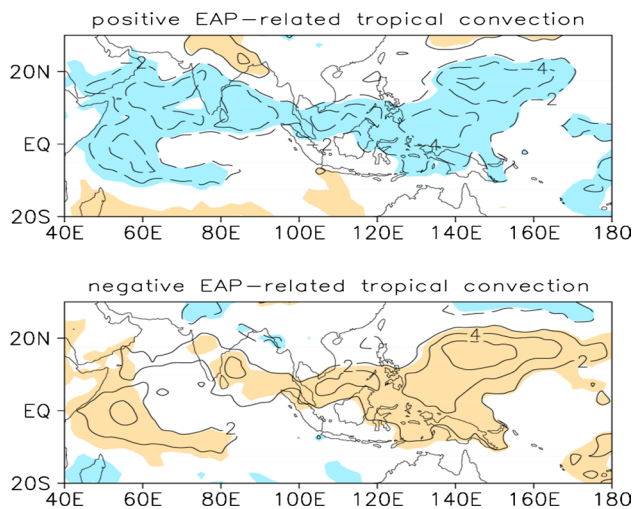 positive EAP-related tropical convection
20N
EQ
20S
-2
4
2
-2
-4
40E 60E 80E 100E 120E 140E 160E 180
negative EAP-related tropical convection
20N
EQ
20S
4
2
2
2
40E 60E 80E 100E 120E 140E 160E 180